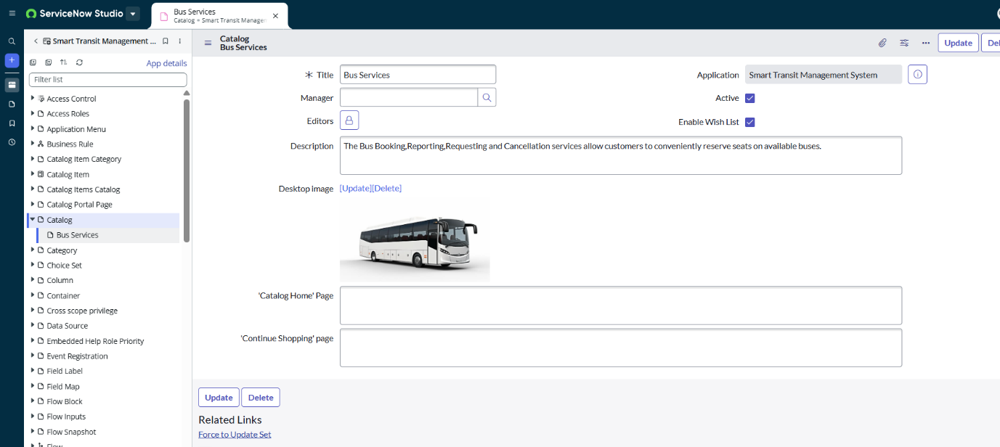 ServiceNow Studio
Bus Services
Catalog • Smart Transit Manager
Smart Transit Management ...
App details
Filter list
Access Control
Access Roles
Application Menu
Business Rule
Catalog Item Category
Catalog Item
Catalog Items Catalog
Catalog Portal Page
Catalog
Bus Services
Category
Choice Set
Column
Container
Cross scope privilege
Data Source
Embedded Help Role Priority
Event Registration
Field Label
Field Map
Flow Block
Flow Inputs
Flow Snapshot
Flow
Catalog
Bus Services
Update
Del
Title Bus Services
Application Smart Transit Management System
Manager
Active
Editors
Enable Wish List
Description The Bus Booking,Reporting,Requesting and Cancellation services allow customers to conveniently reserve seats on available buses.
Desktop image [Update][Delete]
'Catalog Home' Page
'Continue Shopping' page
Update Delete
Related Links
Force to Update Set